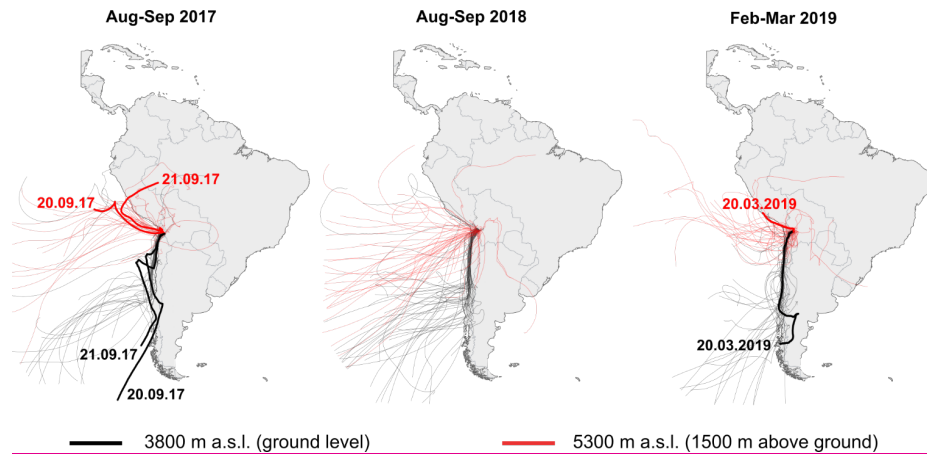 Aug-Sep 2017
Aug-Sep 2018
Feb-Mar 2019
21.09.17
20.09.17
20.03.2019
21.09.17
20.03.2019
20.09.17
3800 m a.s.l. (ground level)
5300 m a.s.l. (1500 m above ground)